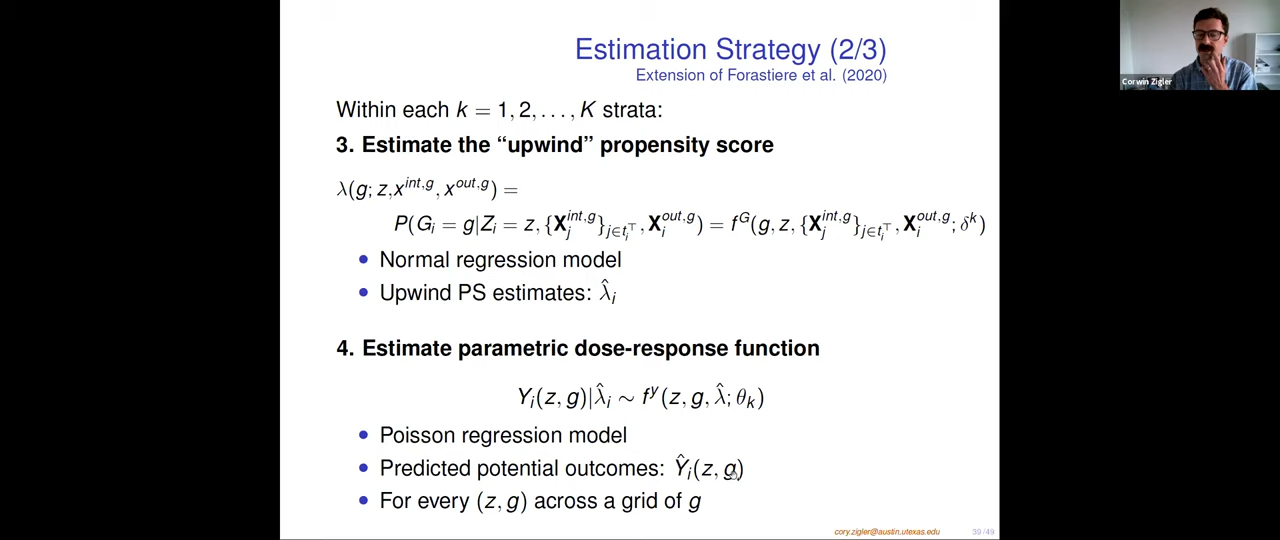 Estimation Strategy (2/3)
Extension of Forastiere et al. (2020)
Corwin Zigler
Within each k = 1, 2, . . . , K strata:
3. Estimate the “upwind” propensity score
λ(g; z, x^{int,g}, x^{out,g}) =
P(G_i = g|Z_i = z, {X_j^{int,g}}_{j∈t_i^⊤}, X_i^{out,g}) = f^G(g, z, {X_j^{int,g}}_{j∈t_i^⊤}, X_i^{out,g}; δ^k)
• Normal regression model
• Upwind PS estimates: λ̂_i
4. Estimate parametric dose-response function
Y_i(z, g)|λ̂_i ∼ f^y(z, g, λ̂; θ_k)
• Poisson regression model
• Predicted potential outcomes: Ŷ_i(z, g)
• For every (z, g) across a grid of g
cory.zigler@austin.utexas.edu 39 / 49